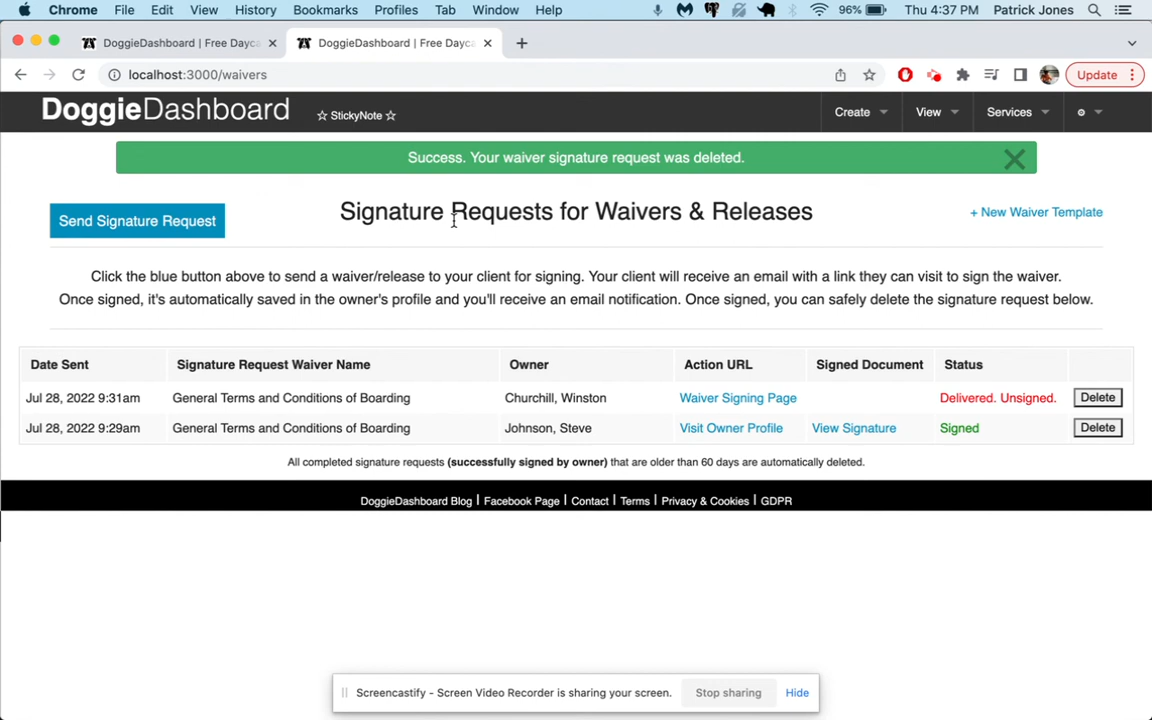 Chrome File Edit View History Bookmarks Profiles Tab Window Help 96% Thu 4:37 PM Patrick Jones
DoggieDashboard | Free Dayca DoggieDashboard | Free Dayca
localhost:3000/waivers Update
DoggieDashboard ☆ StickyNote ☆ Create View Services
Success. Your waiver signature request was deleted.
Send Signature Request Signature Requests for Waivers & Releases + New Waiver Template
Click the blue button above to send a waiver/release to your client for signing. Your client will receive an email with a link they can visit to sign the waiver.
Once signed, it's automatically saved in the owner's profile and you'll receive an email notification. Once signed, you can safely delete the signature request below.
Date Sent Signature Request Waiver Name Owner Action URL Signed Document Status
Jul 28, 2022 9:31am General Terms and Conditions of Boarding Churchill, Winston Waiver Signing Page Delivered. Unsigned. Delete
Jul 28, 2022 9:29am General Terms and Conditions of Boarding Johnson, Steve Visit Owner Profile View Signature Signed Delete
All completed signature requests (successfully signed by owner) that are older than 60 days are automatically deleted.
DoggieDashboard Blog | Facebook Page | Contact | Terms | Privacy & Cookies | GDPR
Screencastify - Screen Video Recorder is sharing your screen. Stop sharing Hide